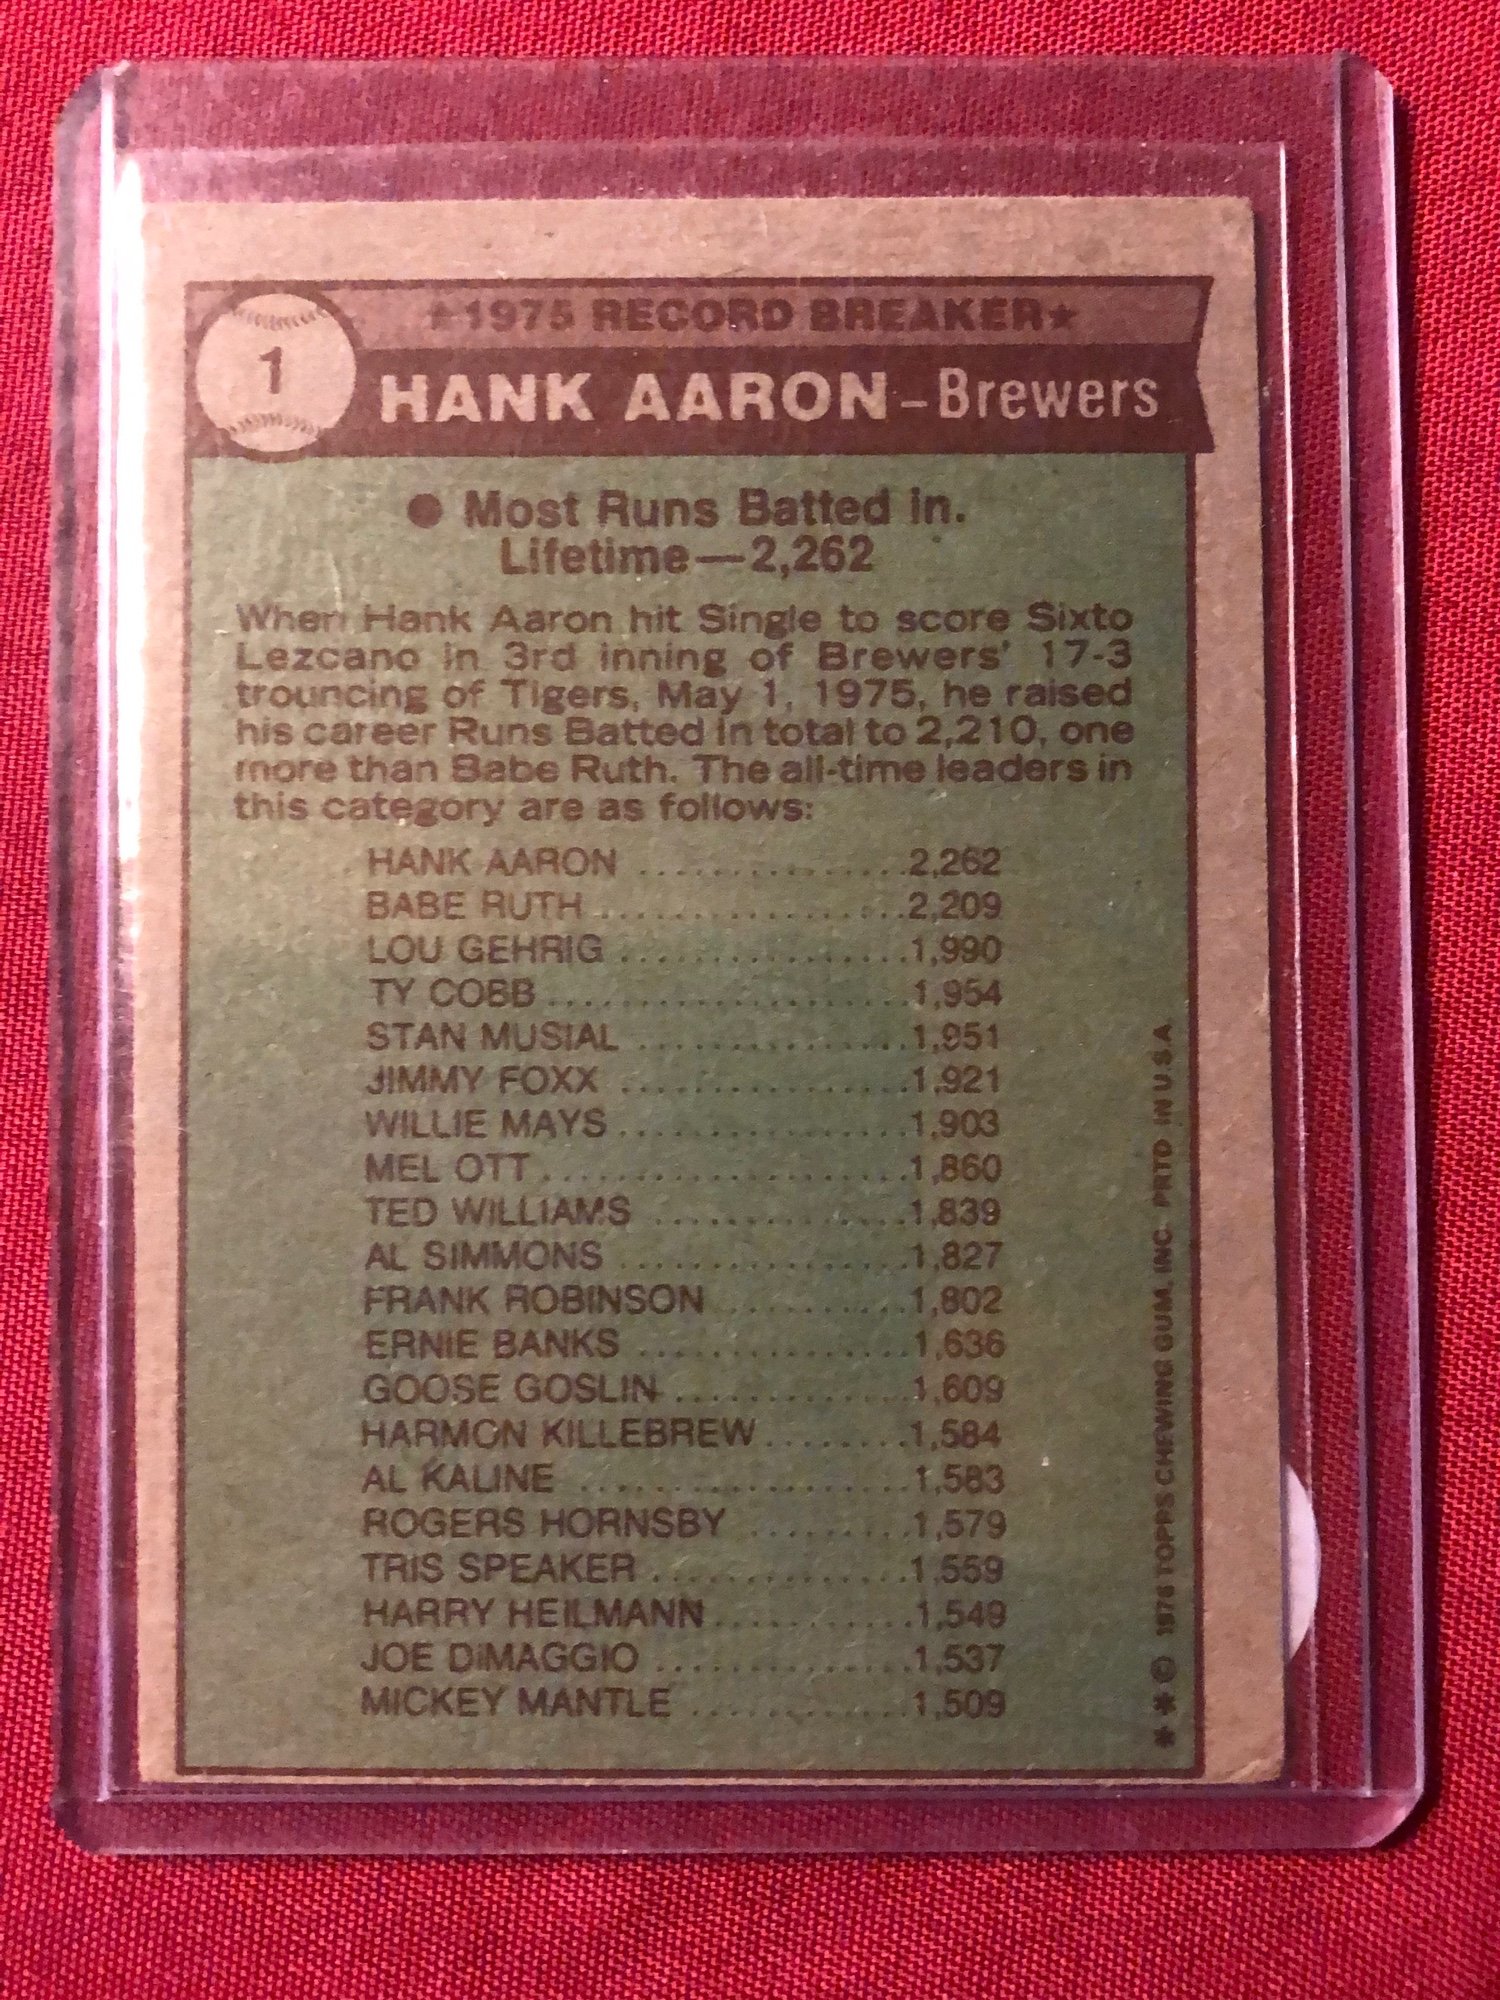 1
★1975 RECORD BREAKER★
HANK AARON – Brewers
● Most Runs Batted In.
Lifetime—2,262
When Hank Aaron hit Single to score Sixto
Lezcano in 3rd inning of Brewers' 17-3
trouncing of Tigers, May 1, 1975, he raised
his career Runs Batted In total to 2,210, one
more than Babe Ruth. The all-time leaders in
this category are as follows:
HANK AARON ...............2,262
BABE RUTH .................2,209
LOU GEHRIG ................1,990
TY COBB ....................1,954
STAN MUSIAL ...............1,951
JIMMY FOXX ................1,921
WILLIE MAYS ................1,903
MEL OTT ....................1,860
TED WILLIAMS ..............1,839
AL SIMMONS ................1,827
FRANK ROBINSON ...........1,802
ERNIE BANKS ...............1,636
GOOSE GOSLIN .............1,609
HARMON KILLEBREW ........1,584
AL KALINE ..................1,583
ROGERS HORNSBY .........1,579
TRIS SPEAKER ..............1,559
HARRY HEILMANN ...........1,549
JOE DiMAGGIO ..............1,537
MICKEY MANTLE ............1,509
✱✱© 1976 TOPPS CHEWING GUM, INC. PRTD IN U.S.A.